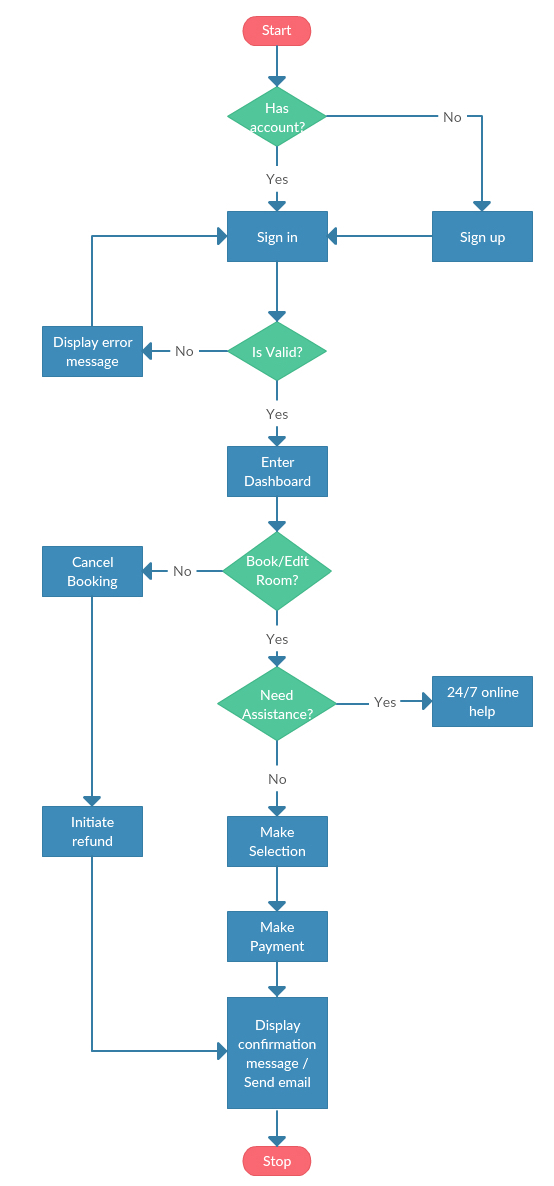 Start
Has
account?
No
Yes
Sign in
Sign up
Display error
message
No
Is Valid?
Yes
Enter
Dashboard
Cancel
Booking
No
Book/Edit
Room?
Yes
Need
Assistance?
Yes
24/7 online
help
No
Initiate
refund
Make
Selection
Make
Payment
Display
confirmation
message /
Send email
Stop